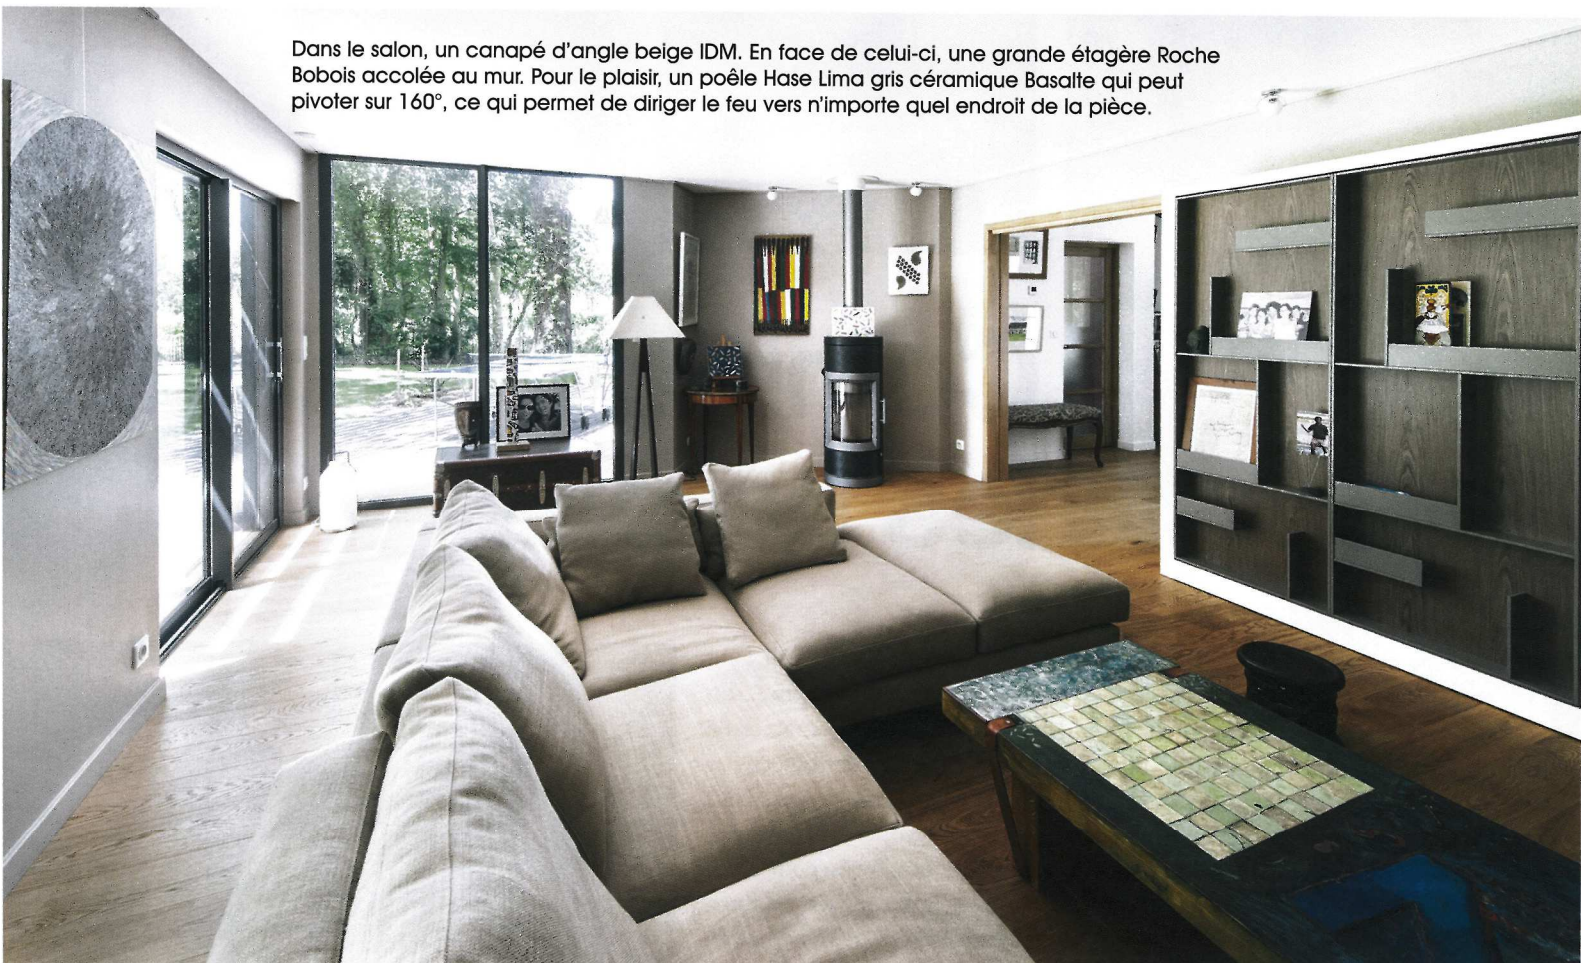 Dans le salon, un canapé d'angle beige IDM. En face de celui-ci, une grande étagère Roche
Bobois accolée au mur. Pour le plaisir, un poêle Hase Lima gris céramique Basalte qui peut
pivoter sur 160°, ce qui permet de diriger le feu vers n'importe quel endroit de la pièce.